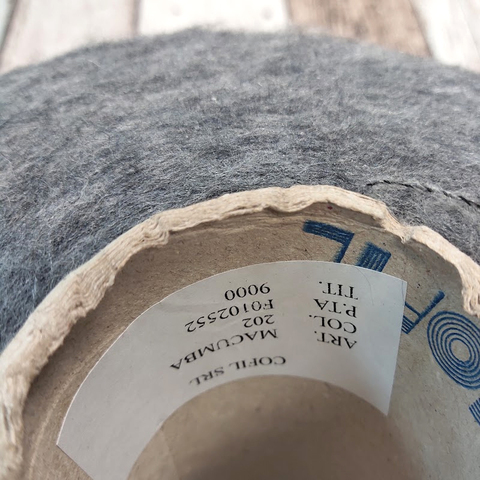 COFIL SRL
ART. MACUMBA
COL. 202
P.TA F0102552
TIT. 9000